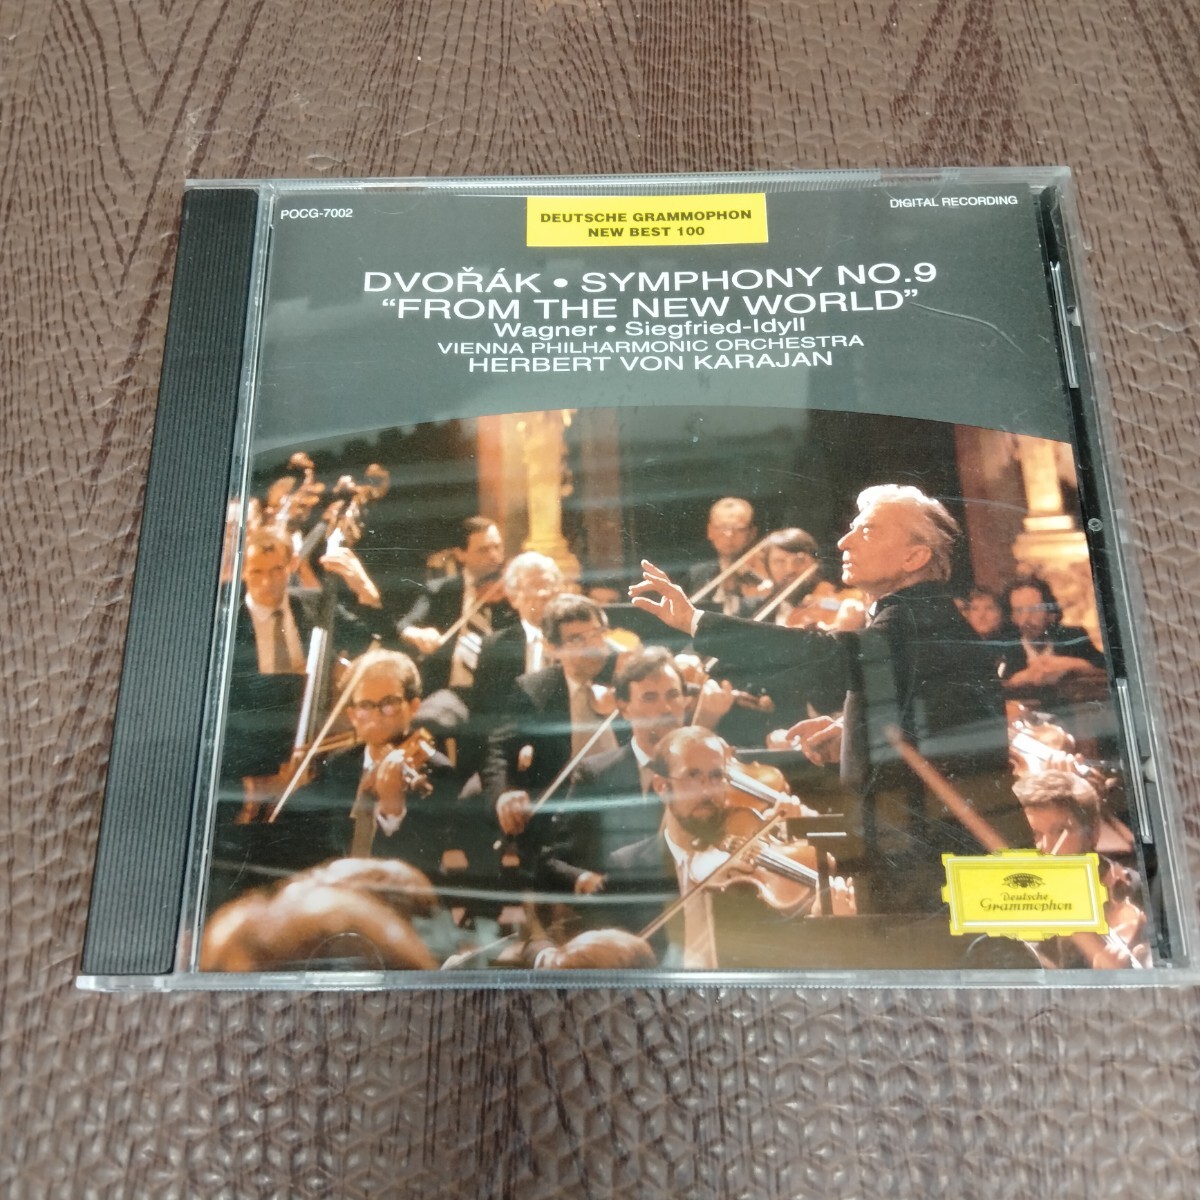 POCG-7002
DEUTSCHE GRAMMOPHON
NEW BEST 100
DIGITAL RECORDING
DVOŘÁK • SYMPHONY NO.9
“FROM THE NEW WORLD”
Wagner • Siegfried-Idyll
VIENNA PHILHARMONIC ORCHESTRA
HERBERT VON KARAJAN
Deutsche
Grammophon